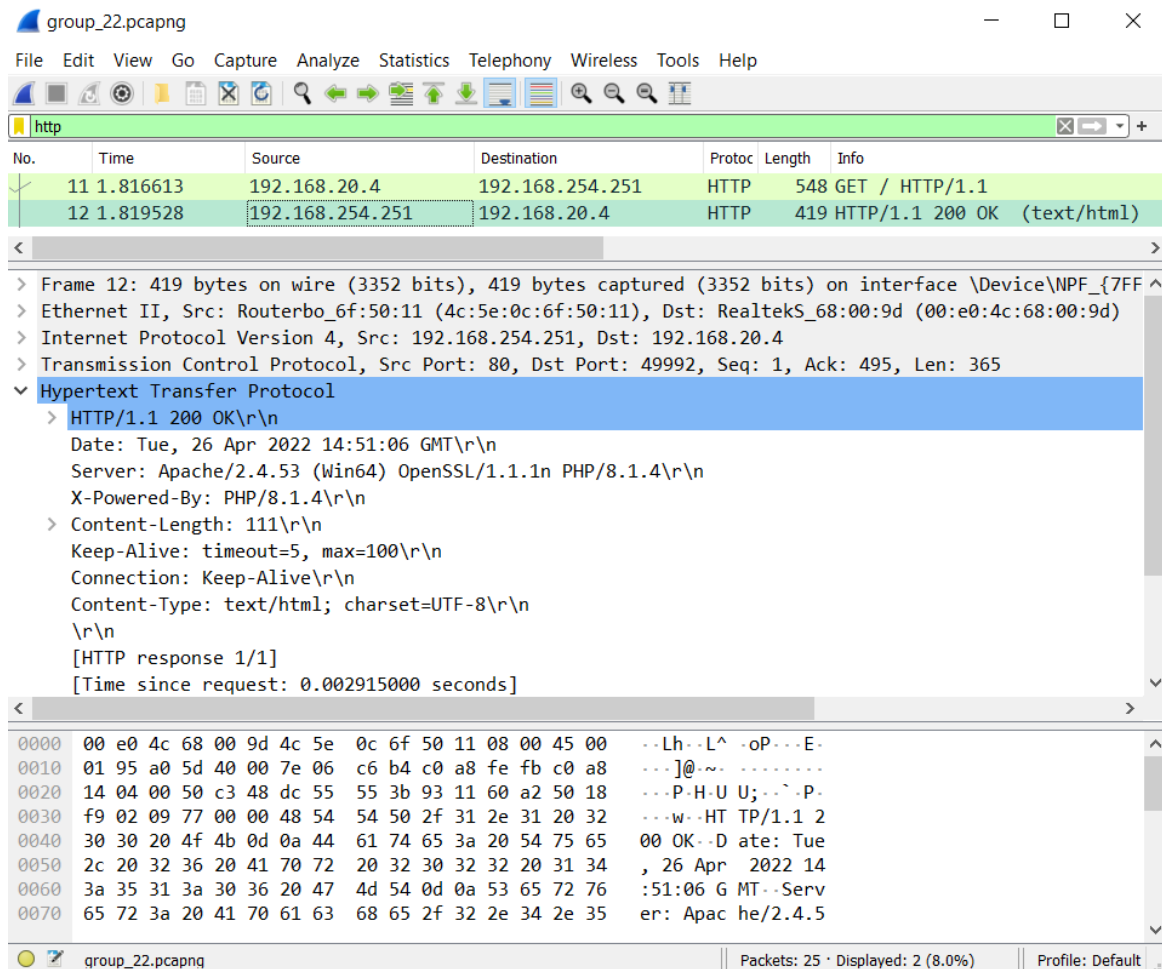 group_22.pcapng
File Edit View Go Capture Analyze Statistics Telephony Wireless Tools Help
http
No. Time Source Destination Protoc Length Info
11 1.816613 192.168.20.4 192.168.254.251 HTTP 548 GET / HTTP/1.1
12 1.819528 192.168.254.251 192.168.20.4 HTTP 419 HTTP/1.1 200 OK (text/html)
Frame 12: 419 bytes on wire (3352 bits), 419 bytes captured (3352 bits) on interface \Device\NPF_{7FF
Ethernet II, Src: Routerbo_6f:50:11 (4c:5e:0c:6f:50:11), Dst: RealtekS_68:00:9d (00:e0:4c:68:00:9d)
Internet Protocol Version 4, Src: 192.168.254.251, Dst: 192.168.20.4
Transmission Control Protocol, Src Port: 80, Dst Port: 49992, Seq: 1, Ack: 495, Len: 365
Hypertext Transfer Protocol
HTTP/1.1 200 OK\r\n
Date: Tue, 26 Apr 2022 14:51:06 GMT\r\n
Server: Apache/2.4.53 (Win64) OpenSSL/1.1.1n PHP/8.1.4\r\n
X-Powered-By: PHP/8.1.4\r\n
Content-Length: 111\r\n
Keep-Alive: timeout=5, max=100\r\n
Connection: Keep-Alive\r\n
Content-Type: text/html; charset=UTF-8\r\n
\r\n
[HTTP response 1/1]
[Time since request: 0.002915000 seconds]
0000 00 e0 4c 68 00 9d 4c 5e 0c 6f 50 11 08 00 45 00 ··Lh··L^ ·oP···E·
0010 01 95 a0 5d 40 00 7e 06 c6 b4 c0 a8 fe fb c0 a8 ···]@·~· ········
0020 14 04 00 50 c3 48 dc 55 55 3b 93 11 60 a2 50 18 ···P·H·U U;··`·P·
0030 f9 02 09 77 00 00 48 54 54 50 2f 31 2e 31 20 32 ···w··HT TP/1.1 2
0040 30 30 20 4f 4b 0d 0a 44 61 74 65 3a 20 54 75 65 00 OK··D ate: Tue
0050 2c 20 32 36 20 41 70 72 20 32 30 32 32 20 31 34 , 26 Apr 2022 14
0060 3a 35 31 3a 30 36 20 47 4d 54 0d 0a 53 65 72 76 :51:06 G MT··Serv
0070 65 72 3a 20 41 70 61 63 68 65 2f 32 2e 34 2e 35 er: Apac he/2.4.5
group_22.pcapng Packets: 25 · Displayed: 2 (8.0%) Profile: Default